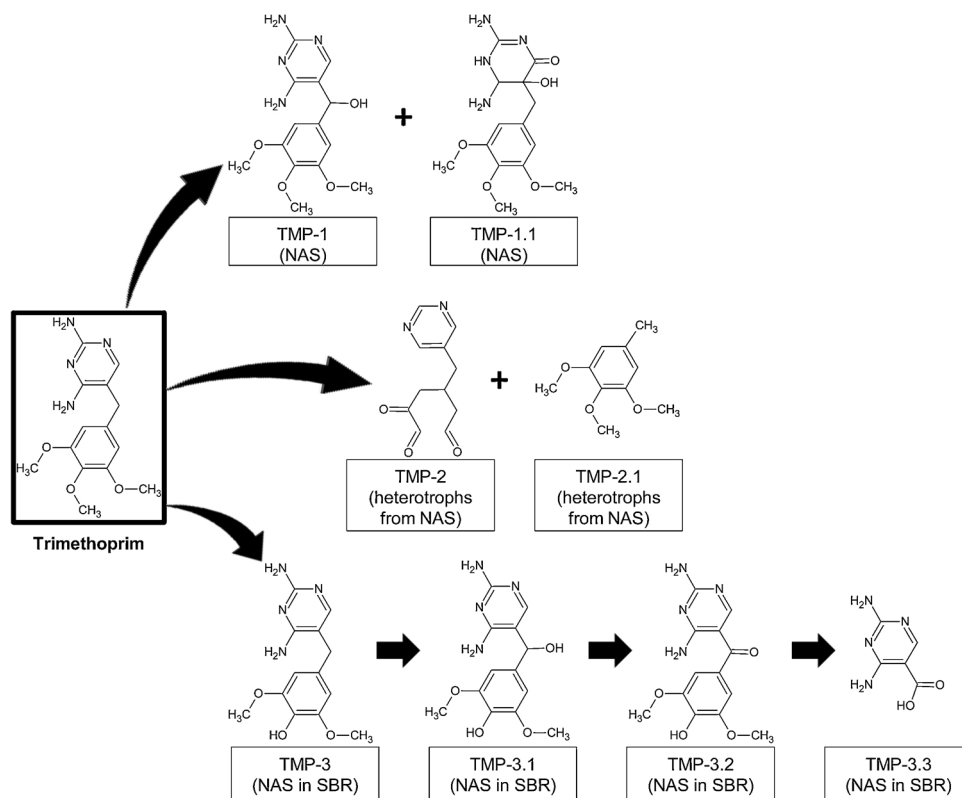 H₂N
N
N
H₂N
OH
O
H₃C
O
CH₃
O
CH₃
TMP-1
(NAS)
+
H₂N
N
HN
O
OH
H₂N
O
H₃C
O
CH₃
O
CH₃
TMP-1.1
(NAS)
H₂N
N
N
H₂N
O
H₃C
O
CH₃
O
CH₃
Trimethoprim
N
N
O
O
O
TMP-2
(heterotrophs
from NAS)
+
CH₃
O
H₃C
O
CH₃
O
CH₃
TMP-2.1
(heterotrophs
from NAS)
H₂N
N
N
H₂N
O
H₃C
HO
O
CH₃
TMP-3
(NAS in SBR)
H₂N
N
N
H₂N
OH
O
H₃C
HO
O
CH₃
TMP-3.1
(NAS in SBR)
H₂N
N
N
H₂N
O
O
H₃C
HO
O
CH₃
TMP-3.2
(NAS in SBR)
H₂N
N
N
H₂N
O
HO
TMP-3.3
(NAS in SBR)